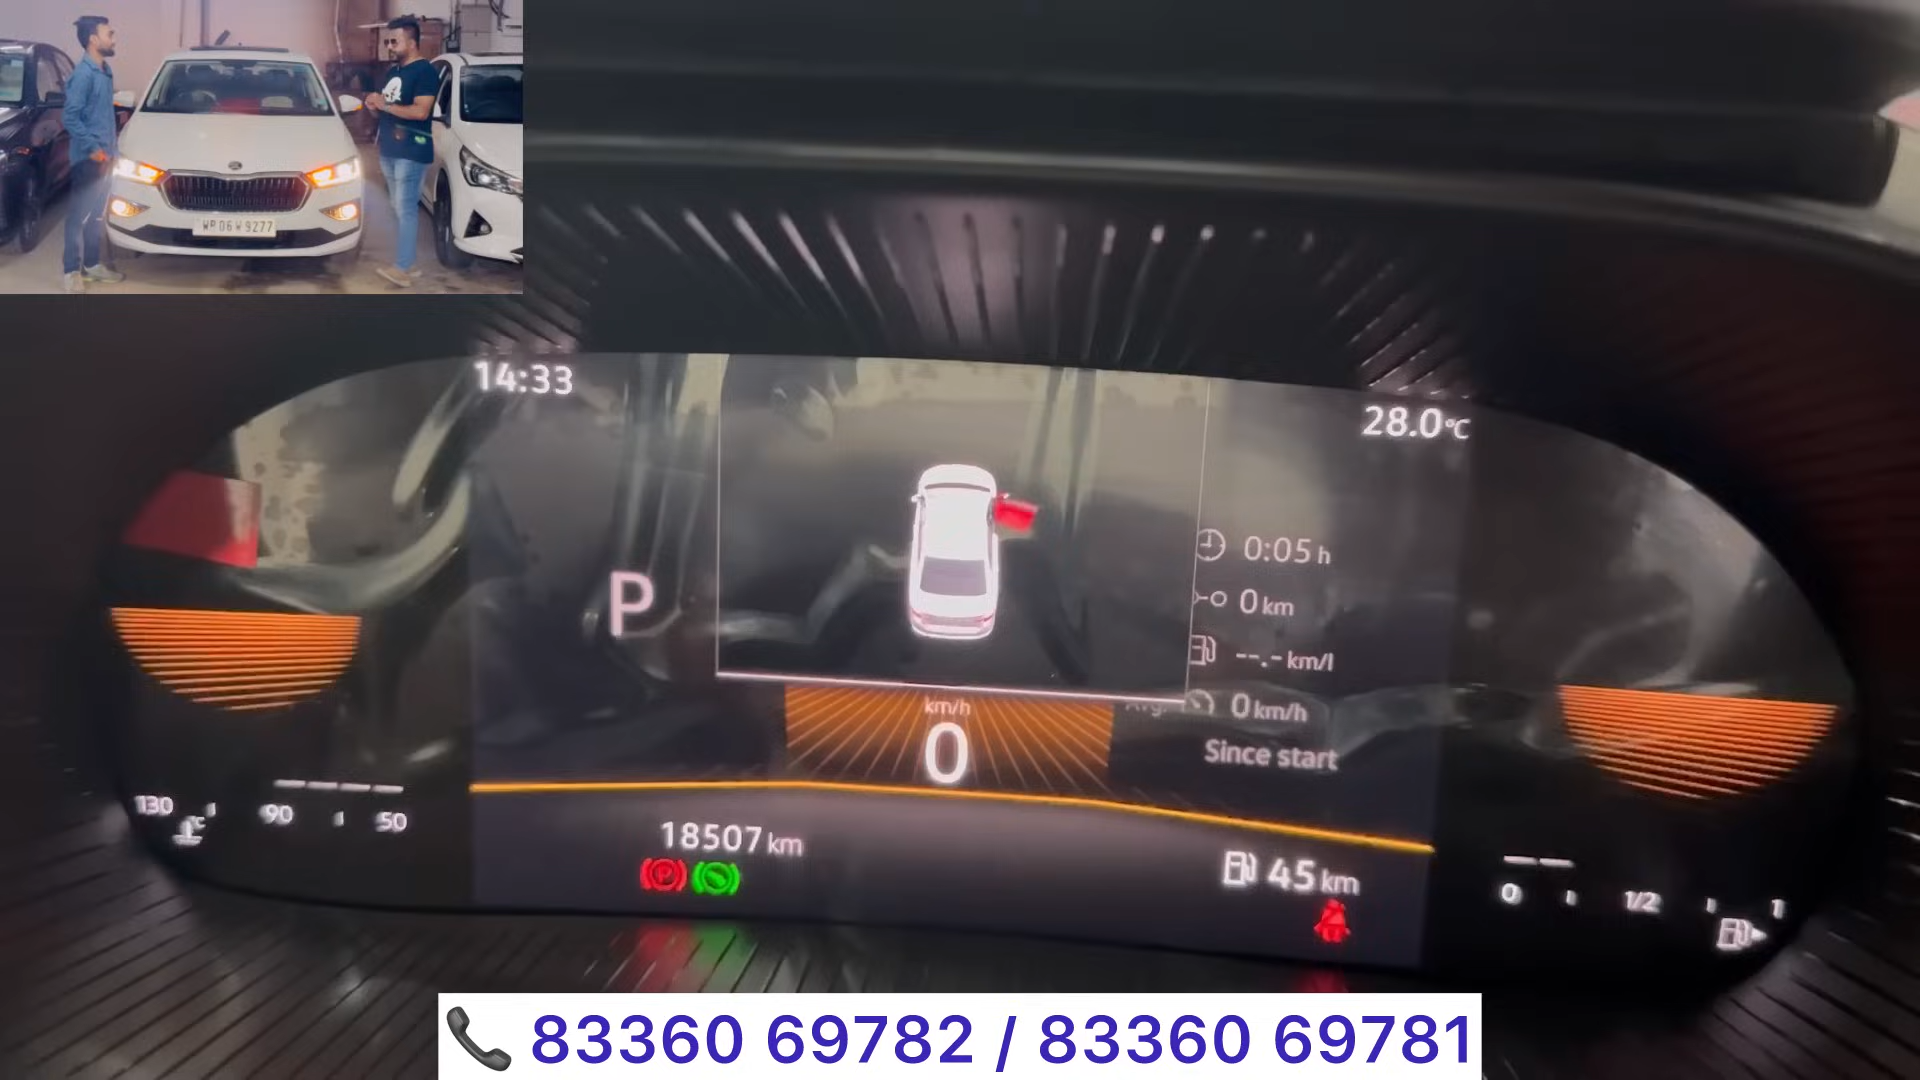 WB 06 W 9277
14:33
28.0°C
0:05 h
P
0 km
--.- km/l
km/h
Avg. 0 km/h
0
Since start
130 °C 90 50
18507 km
45 km
0 1/2 1
83360 69782 / 83360 69781